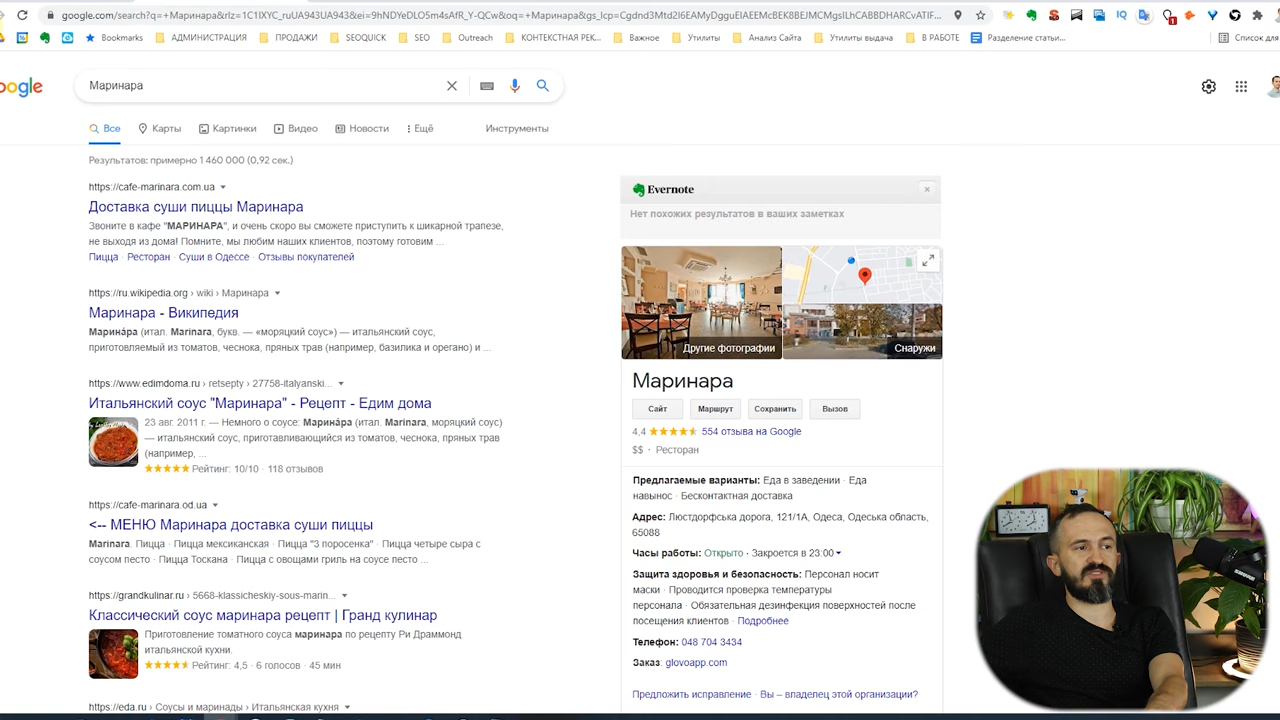 google.com/search?q=+Маринара&rlz=1C1IXYC_ruUA943UA943&ei=9hNDYeDLO5m4sAfR_Y-QCw&oq=+Маринара&gs_lcp=
Bookmarks АДМИНИСТРАЦИЯ ПРОДАЖИ SEOQUICK SEO Outreach КОНТЕКСТНАЯ РЕК... Важное Утилиты Анализ Сайта Утилиты выдача В РАБОТЕ Разделение статьи... Список для
oogle Маринара
Все Карты Картинки Видео Новости Ещё Инструменты
Результатов: примерно 1 460 000 (0,92 сек.)
https://cafe-marinara.com.ua
Доставка суши пиццы Маринара
Звоните в кафе "МАРИНАРА", и очень скоро вы сможете приступить к шикарной трапезе,
не выходя из дома! Помните, мы любим наших клиентов, поэтому готовим ...
Пицца · Ресторан · Суши в Одессе · Отзывы покупателей
https://ru.wikipedia.org › wiki › Маринара
Маринара - Википедия
Марина́ра (итал. Marinara, букв. — «моряцкий соус») — итальянский соус,
приготовляемый из томатов, чеснока, пряных трав (например, базилика и орегано) и ...
https://www.edimdoma.ru › retsepty › 27758-italyanski...
Итальянский соус "Маринара" - Рецепт - Едим дома
23 авг. 2011 г. — Немного о соусе: Марина́ра (итал. Marinara, моряцкий соус)
— итальянский соус, приготавливающийся из томатов, чеснока, пряных трав
(например, ...
Рейтинг: 10/10 · 118 отзывов
https://cafe-marinara.od.ua
<-- МЕНЮ Маринара доставка суши пиццы
Marinara. Пицца · Пицца мексиканская · Пицца "3 поросенка" · Пицца четыре сыра с
соусом песто · Пицца Тоскана · Пицца с овощами гриль на соусе песто ...
https://grandkulinar.ru › 5668-klassicheskiy-sous-marin...
Классический соус маринара рецепт | Гранд кулинар
Приготовление томатного соуса маринара по рецепту Ри Драммонд
итальянской кухни.
Рейтинг: 4,5 · 6 голосов · 45 мин
https://eda.ru › Соусы и маринады › Итальянская кухня
Evernote
Нет похожих результатов в ваших заметках
Другие фотографии
Снаружи
Маринара
Сайт Маршрут Сохранить Вызов
4,4 554 отзыва на Google
$$ · Ресторан
Предлагаемые варианты: Еда в заведении · Еда
навынос · Бесконтактная доставка
Адрес: Люстдорфська дорога, 121/1А, Одеса, Одеська область,
65088
Часы работы: Открыто · Закроется в 23:00
Защита здоровья и безопасность: Персонал носит
маски · Проводится проверка температуры
персонала · Обязательная дезинфекция поверхностей после
посещения клиентов · Подробнее
Телефон: 048 704 3434
Заказ: glovoapp.com
Предложить исправление · Вы – владелец этой организации?